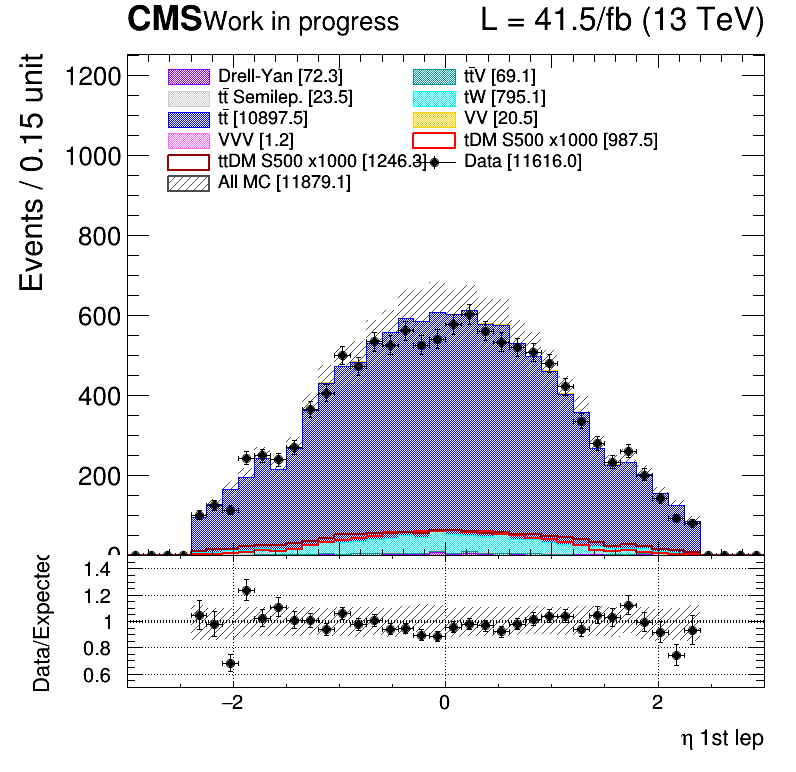 CMS Work in progress L = 41.5/fb (13 TeV)
Events / 0.15 unit
1200
1000
800
600
400
200
0
Drell-Yan [72.3] tt̄V [69.1]
tt̄ Semilep. [23.5] tW [795.1]
tt̄ [10897.5] VV [20.5]
VVV [1.2] tDM S500 x1000 [987.5]
ttDM S500 x1000 [1246.3] Data [11616.0]
All MC [11879.1]
Data/Expected
1.4
1.2
1
0.8
0.6
−2 0 2
η 1st lep